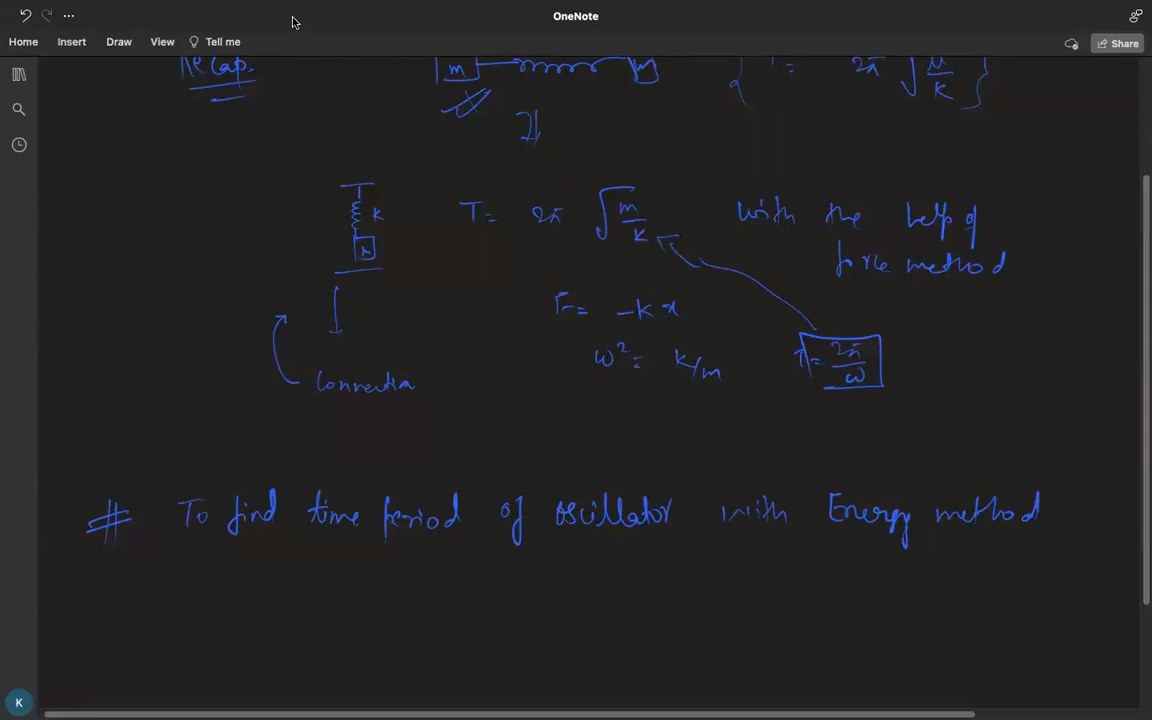 OneNote
Home Insert Draw View Tell me
Share
Recap.
m m
2π √μ/K
K
m
T = 2π √m/K
with the help of
force method
F = -Kx
ω² = K/m
T = 2π/ω
# To find time period of oscillator with Energy method
K